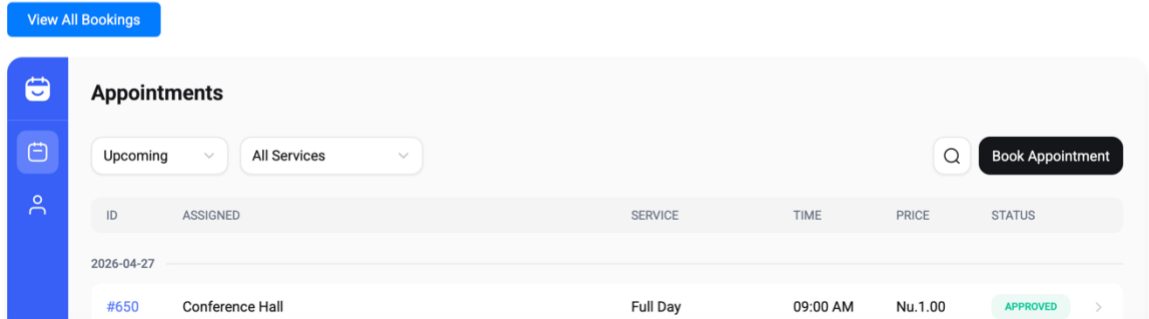 View All Bookings
Appointments
Upcoming All Services Book Appointment
ID ASSIGNED SERVICE TIME PRICE STATUS
2026-04-27
#650 Conference Hall Full Day 09:00 AM Nu.1.00 APPROVED